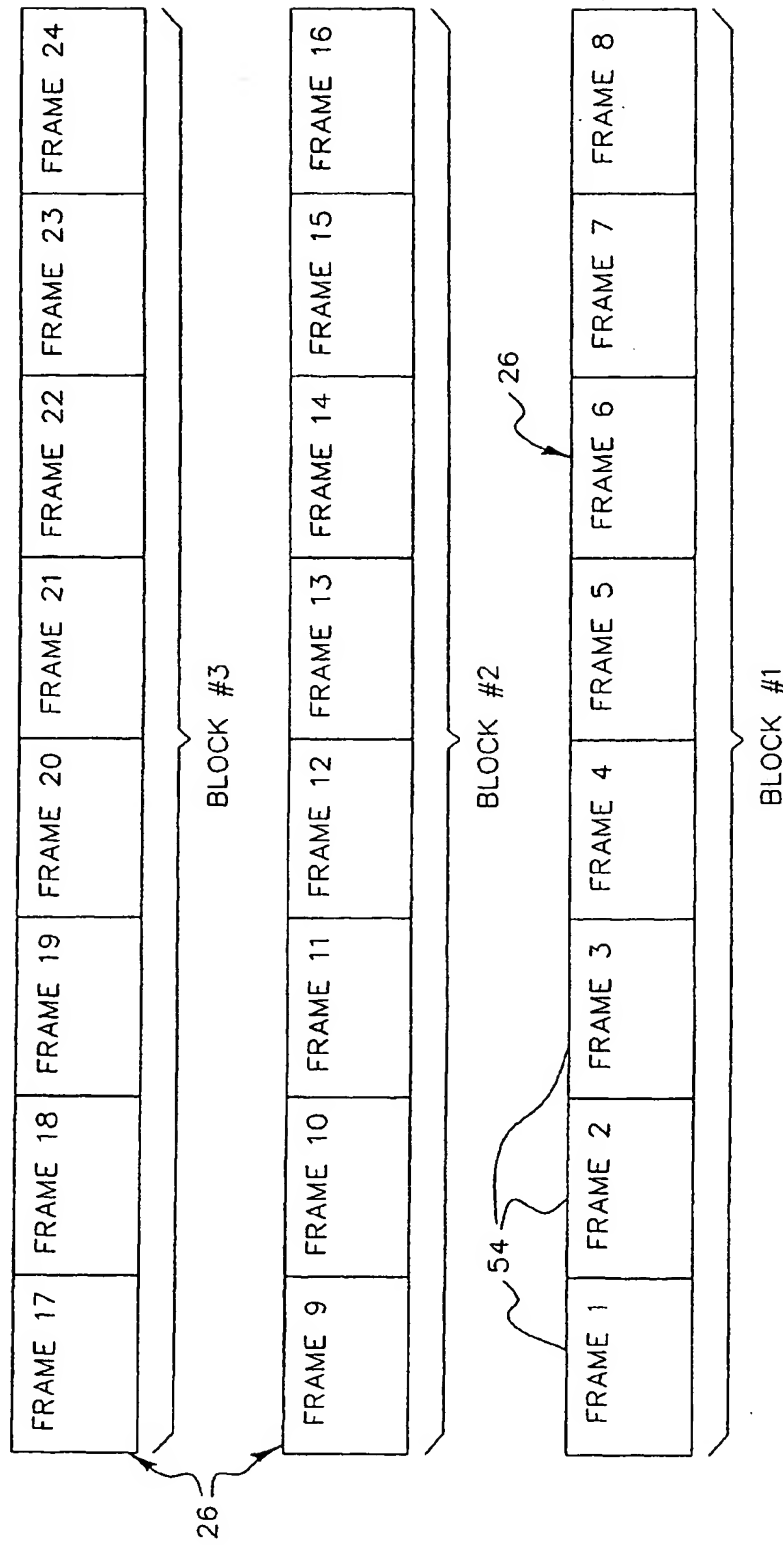 FRAME 17 FRAME 18 FRAME 19 FRAME 20 FRAME 21 FRAME 22 FRAME 23 FRAME 24
26
BLOCK #3
FRAME 9 FRAME 10 FRAME 11 FRAME 12 FRAME 13 FRAME 14 FRAME 15 FRAME 16
BLOCK #2
54
26
FRAME 1 FRAME 2 FRAME 3 FRAME 4 FRAME 5 FRAME 6 FRAME 7 FRAME 8
BLOCK #1